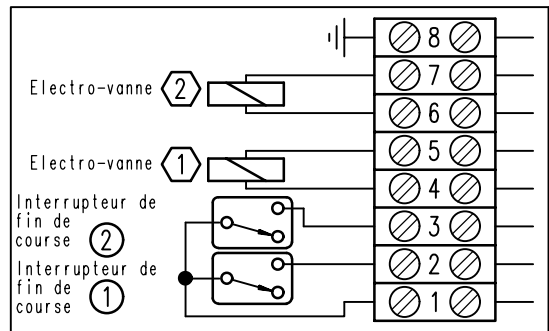 8
Electro-vanne 2
7
6
Electro-vanne 1
5
4
Interrupteur de
fin de
course 2
3
Interrupteur de
fin de
course 1
2
1